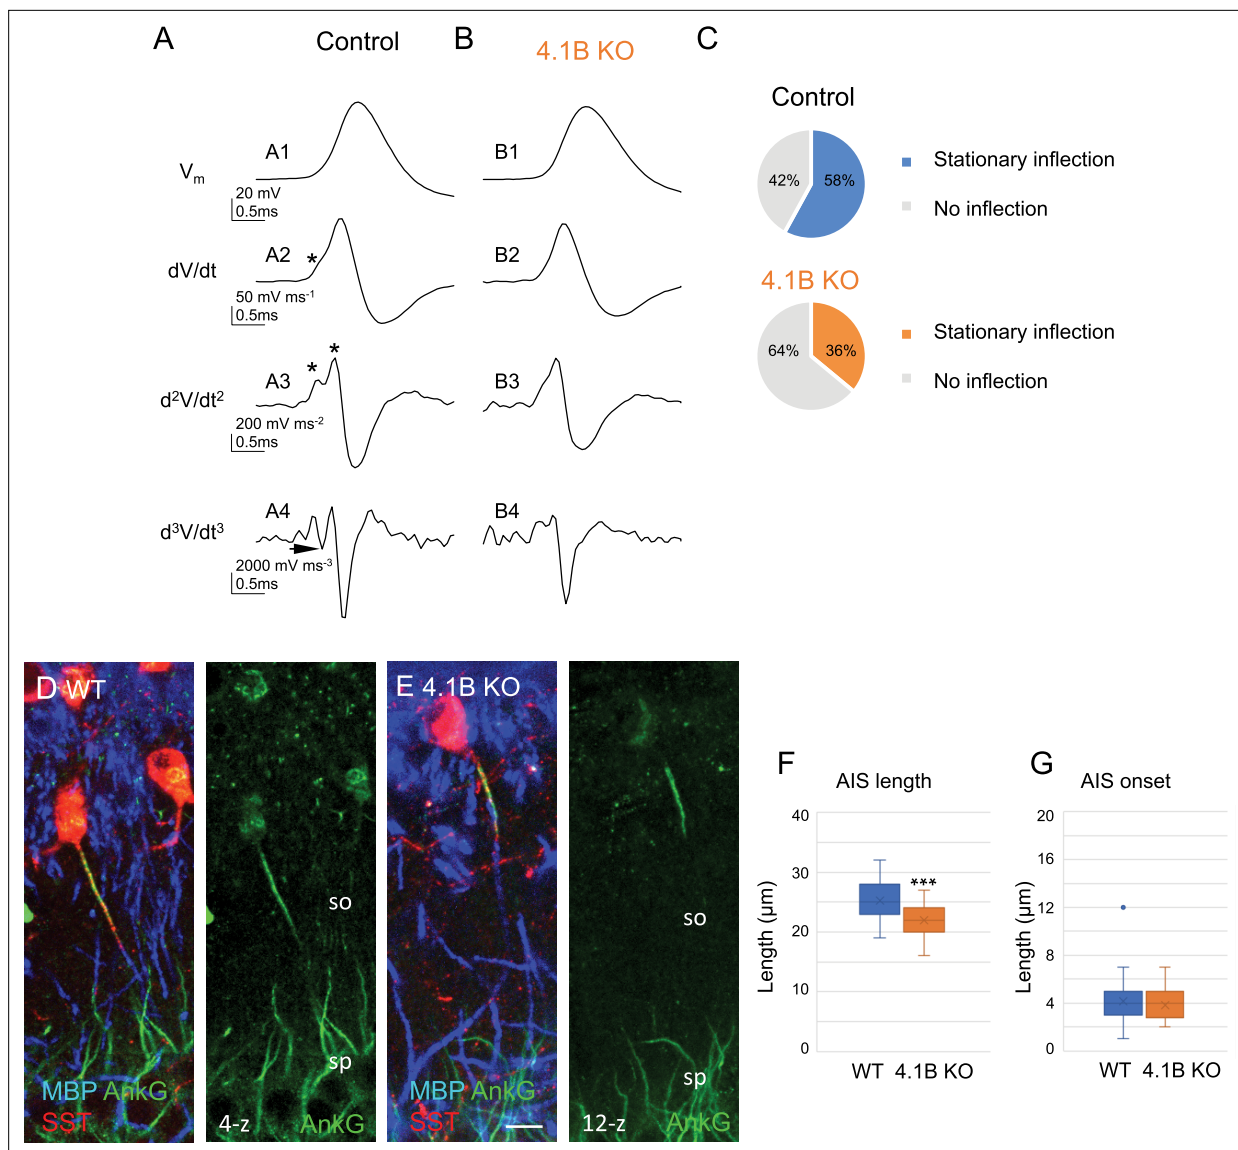 A Control B 4.1B KO C
Control
A1 B1
Vm
20 mV
0.5ms
42% 58%
Stationary inflection
No inflection
* A2 B2
dV/dt
50 mV ms-1
0.5ms
4.1B KO
64% 36%
Stationary inflection
No inflection
* *
A3 B3
d2V/dt2
200 mV ms-2
0.5ms
A4 B4
d3V/dt3
2000 mV ms-3
0.5ms
D WT
so
sp
MBP AnkG
SST
4-z AnkG
E 4.1B KO
so
sp
MBP AnkG
SST
12-z AnkG
F AIS length
Length (µm)
40
30
20
10
0
***
WT 4.1B KO
G AIS onset
Length (µm)
20
16
12
8
4
0
WT 4.1B KO